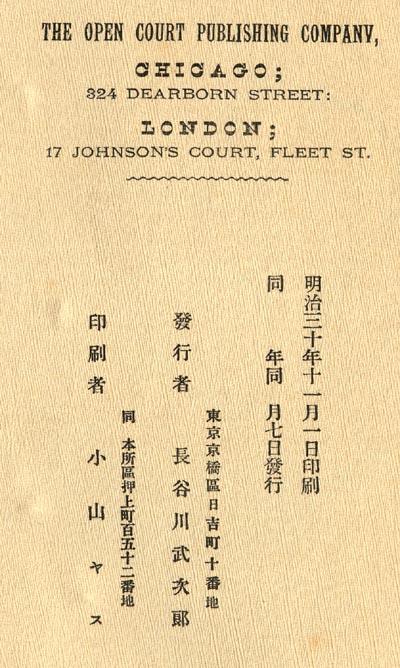 THE OPEN COURT PUBLISHING COMPANY,
CHICAGO;
324 DEARBORN STREET:
LONDON;
17 JOHNSON'S COURT, FLEET ST.
明治三十年十一月一日印刷
同年同月七日發行
東京京橋區日吉町十番地
發行者 長谷川武次郎
同 本所區押上町百五十二番地
印刷者 小山ヤス